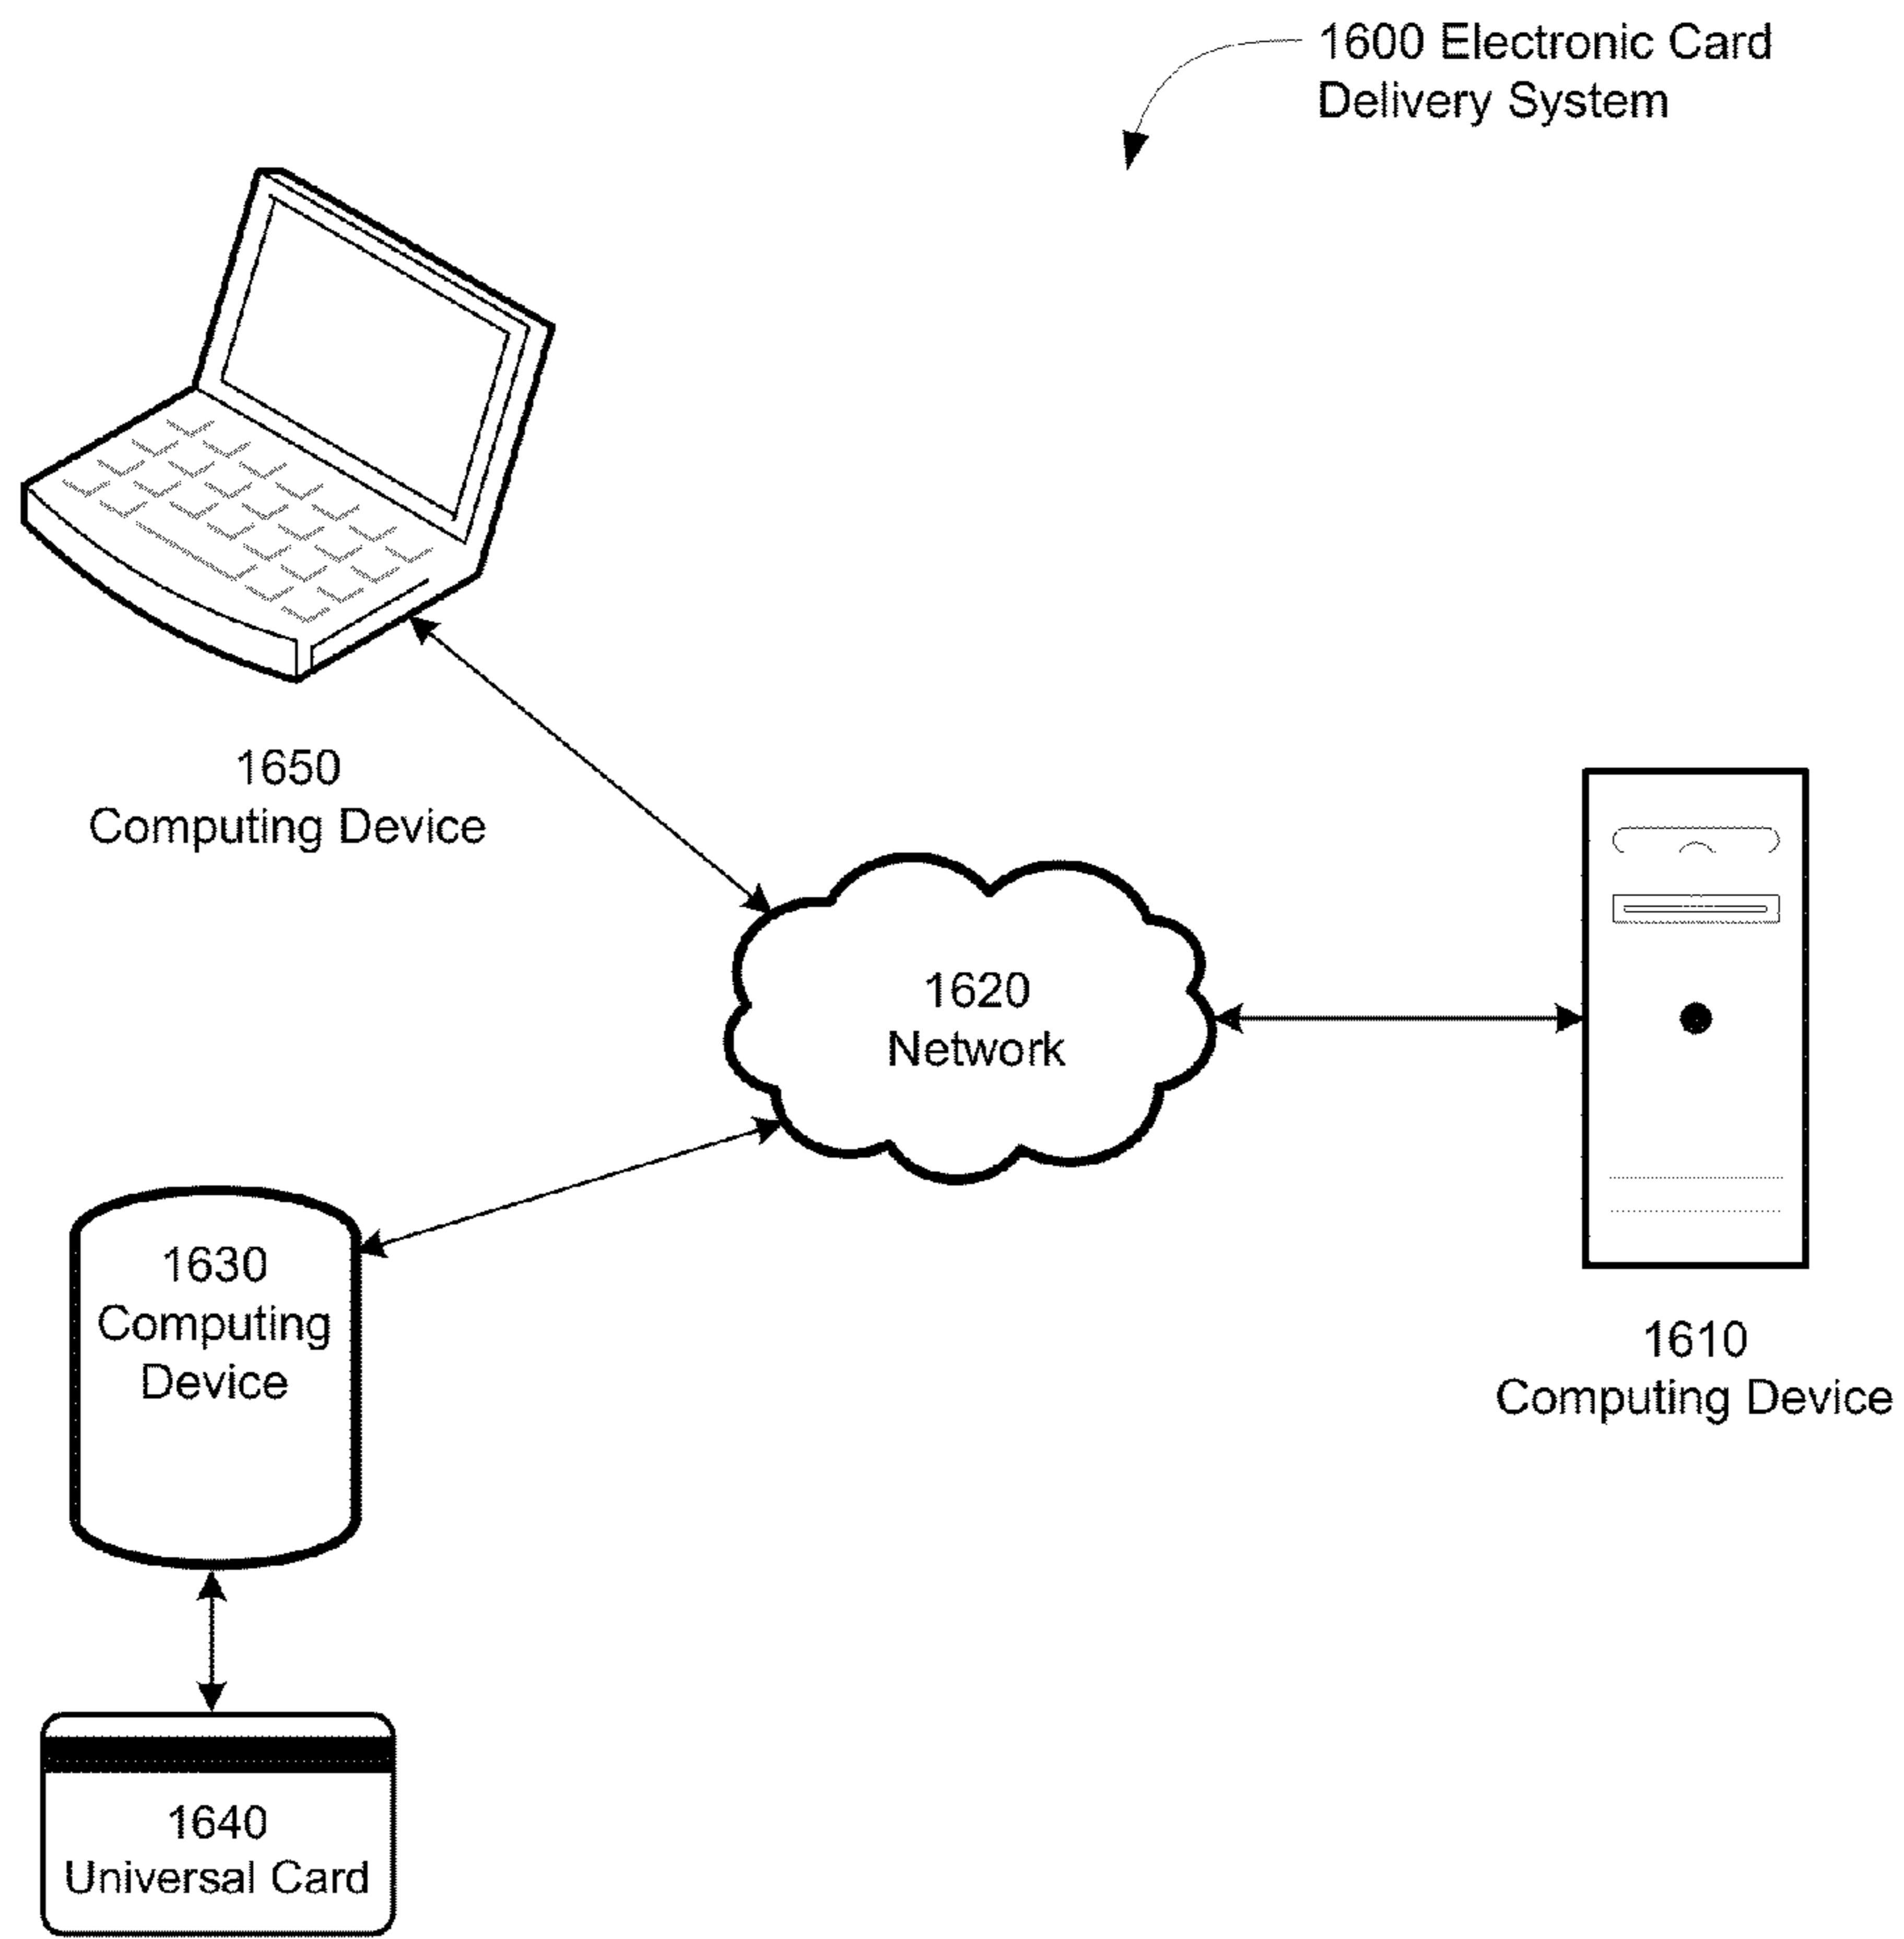 1600 Electronic Card
Delivery System
1650
Computing Device
1620
Network
1630
Computing
Device
1610
Computing Device
1640
Universal Card